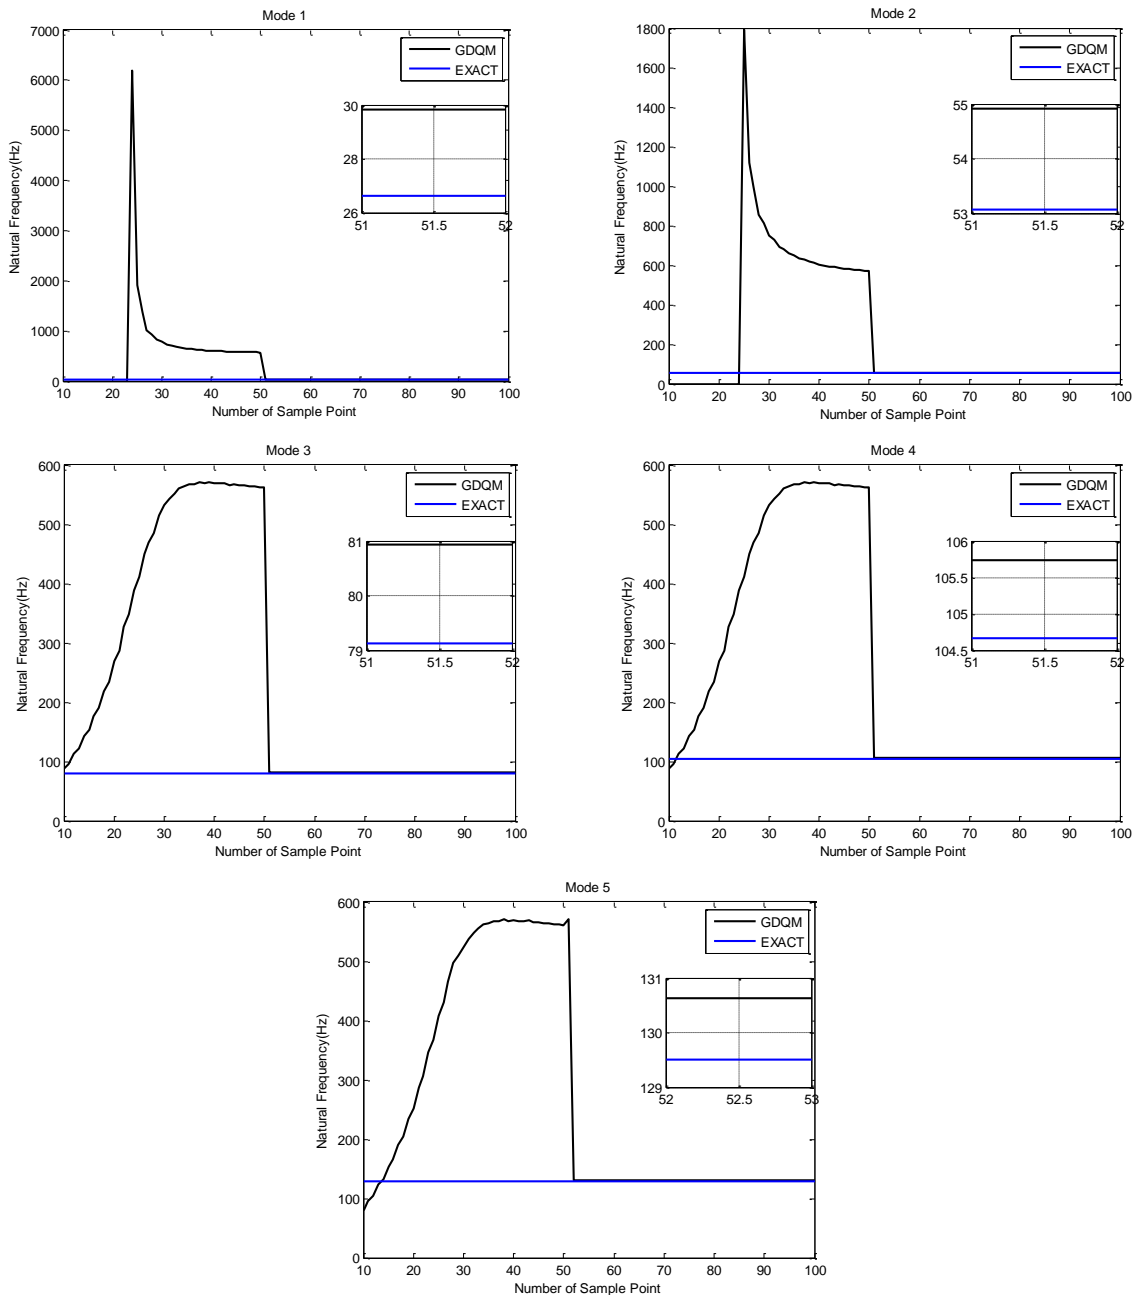 Mode 1
7000
6000
5000
4000
3000
2000
1000
0
Natural Frequency(Hz)
10 20 30 40 50 60 70 80 90 100
Number of Sample Point
GDQM
EXACT
30
28
26
51 51.5 52
Mode 2
1800
1600
1400
1200
1000
800
600
400
200
0
Natural Frequency(Hz)
10 20 30 40 50 60 70 80 90 100
Number of Sample Point
GDQM
EXACT
55
54
53
51 51.5 52
Mode 3
600
500
400
300
200
100
0
Natural Frequency(Hz)
10 20 30 40 50 60 70 80 90 100
Number of Sample Point
GDQM
EXACT
81
80
79
51 51.5 52
Mode 4
600
500
400
300
200
100
0
Natural Frequency(Hz)
10 20 30 40 50 60 70 80 90 100
Number of Sample Point
GDQM
EXACT
106
105.5
105
104.5
51 51.5 52
Mode 5
600
500
400
300
200
100
0
Natural Frequency(Hz)
10 20 30 40 50 60 70 80 90 100
Number of Sample Point
GDQM
EXACT
131
130
129
52 52.5 53